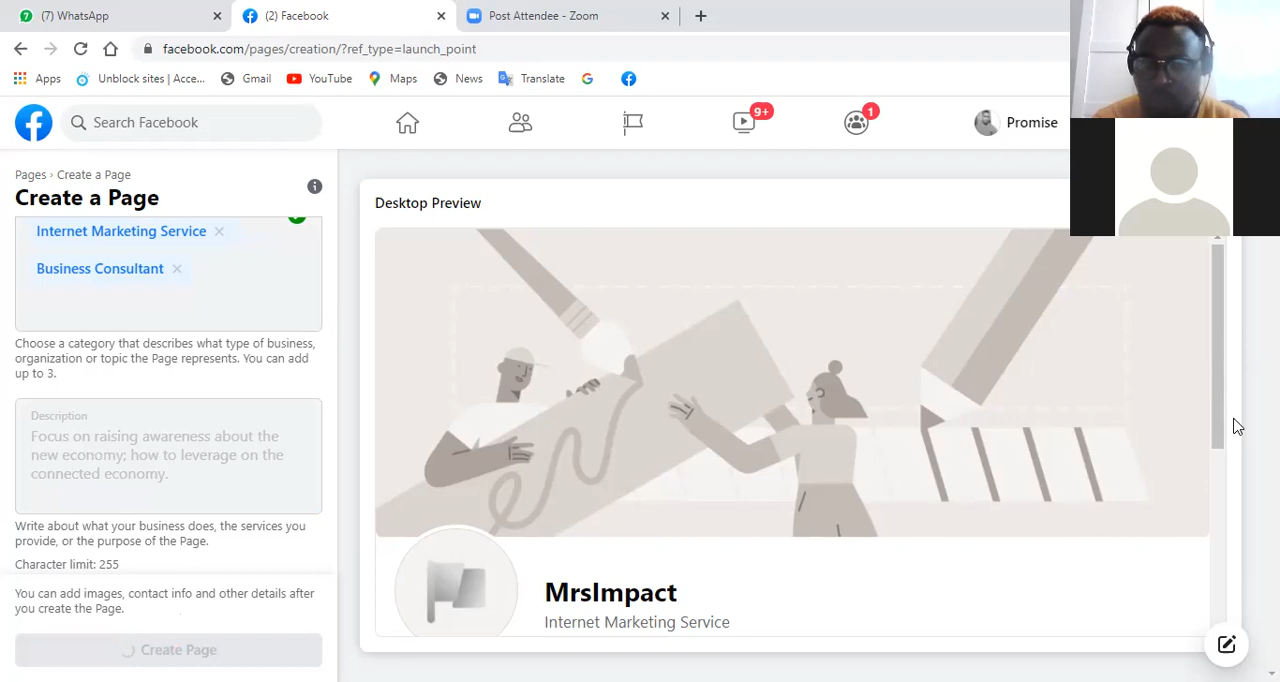 (7) WhatsApp
(2) Facebook
Post Attendee - Zoom
facebook.com/pages/creation/?ref_type=launch_point
Apps
Unblock sites | Acce...
Gmail
YouTube
Maps
News
Translate
Search Facebook
9+
1
Promise
Pages › Create a Page
Create a Page
Internet Marketing Service
Business Consultant
Choose a category that describes what type of business,
organization or topic the Page represents. You can add
up to 3.
Description
Focus on raising awareness about the
new economy; how to leverage on the
connected economy.
Write about what your business does, the services you
provide, or the purpose of the Page.
Character limit: 255
You can add images, contact info and other details after
you create the Page.
Create Page
Desktop Preview
MrsImpact
Internet Marketing Service